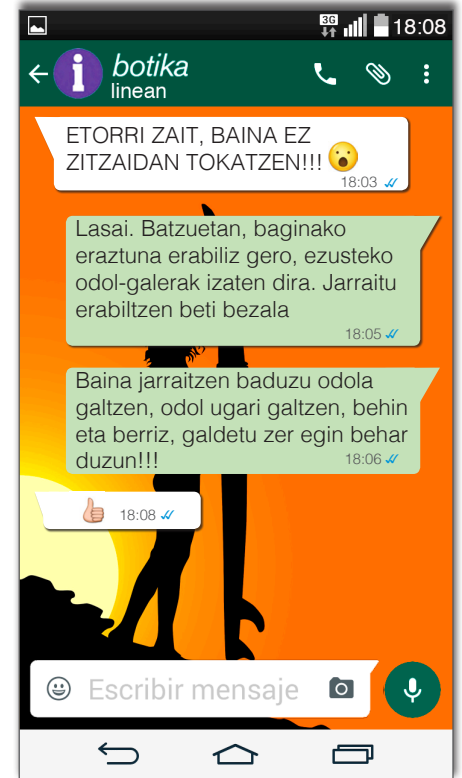 3G 18:08
i botika
linean
ETORRI ZAIT, BAINA EZ
ZITZAIDAN TOKATZEN!!! 😮
18:03
Lasai. Batzuetan, baginako
eraztuna erabiliz gero, ezusteko
odol-galerak izaten dira. Jarraitu
erabiltzen beti bezala
18:05
Baina jarraitzen baduzu odola
galtzen, odol ugari galtzen, behin
eta berriz, galdetu zer egin behar
duzun!!! 18:06
👍 18:08
Escribir mensaje